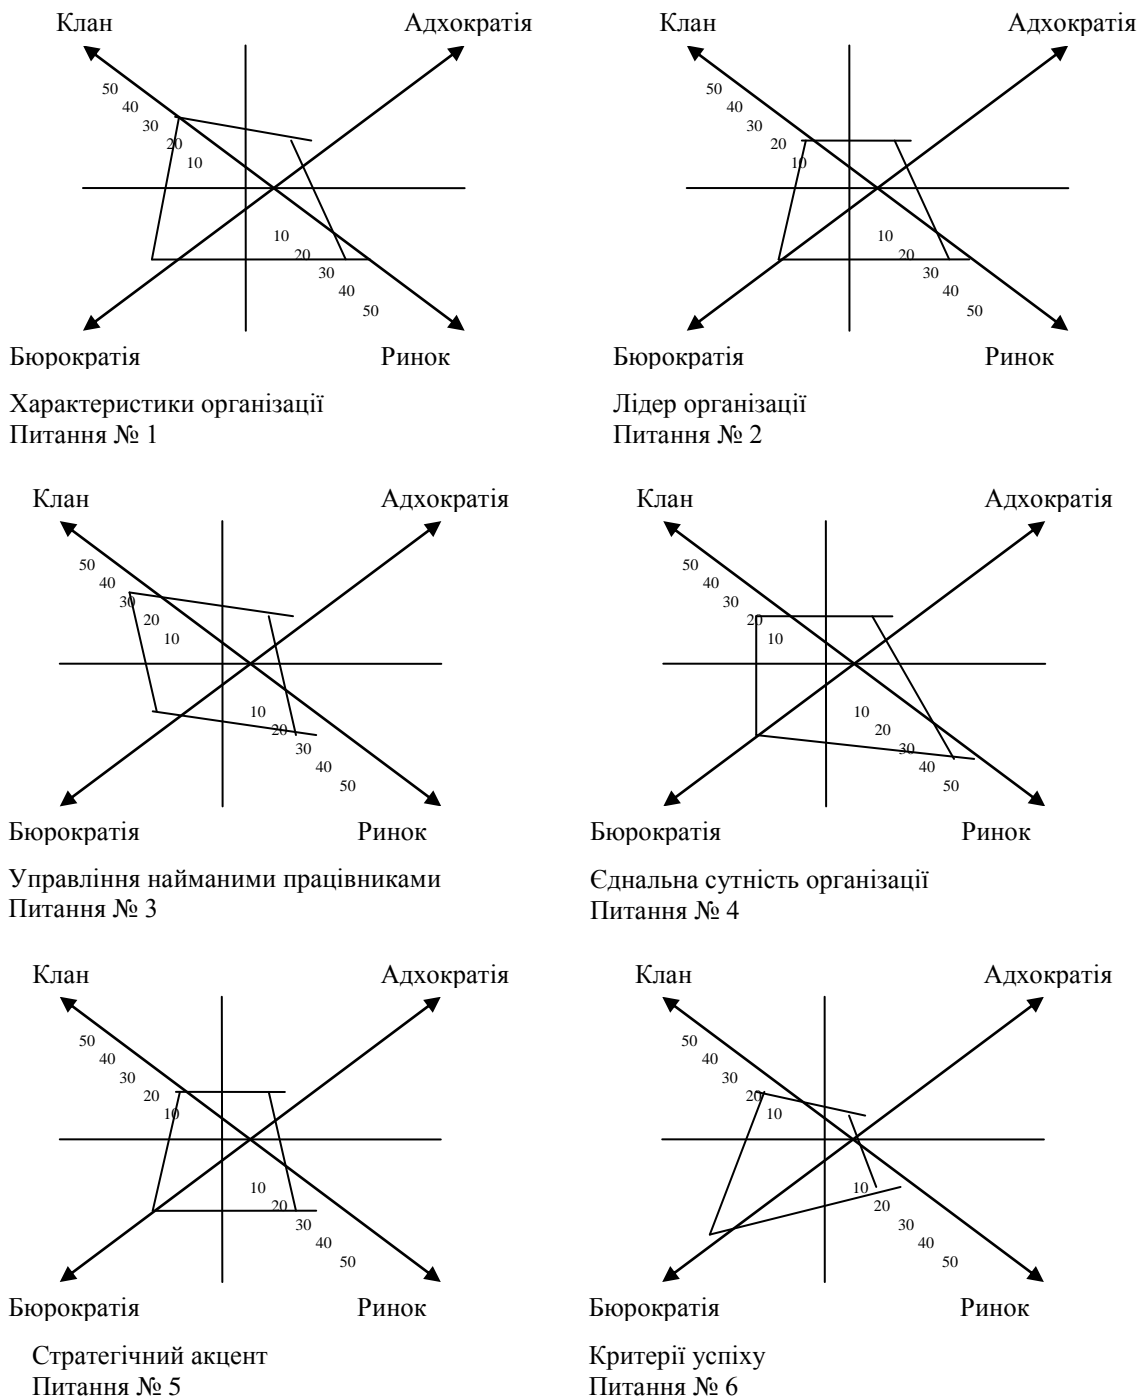 Клан Адхократія Клан Адхократія
50 50
40 40
30 30
20 20
10 10
10 10
20 20
30 30
40 40
50 50
Бюрократія Ринок Бюрократія Ринок
Характеристики організації Лідер організації
Питання № 1 Питання № 2
Клан Адхократія Клан Адхократія
50 50
40 40
30 30
20 20
10 10
10 10
20 20
30 30
40 40
50 50
Бюрократія Ринок Бюрократія Ринок
Управління найманими працівниками Єднальна сутність організації
Питання № 3 Питання № 4
Клан Адхократія Клан Адхократія
50 50
40 40
30 30
20 20
10 10
10 10
20 20
30 30
40 40
50 50
Бюрократія Ринок Бюрократія Ринок
Стратегічний акцент Критерії успіху
Питання № 5 Питання № 6